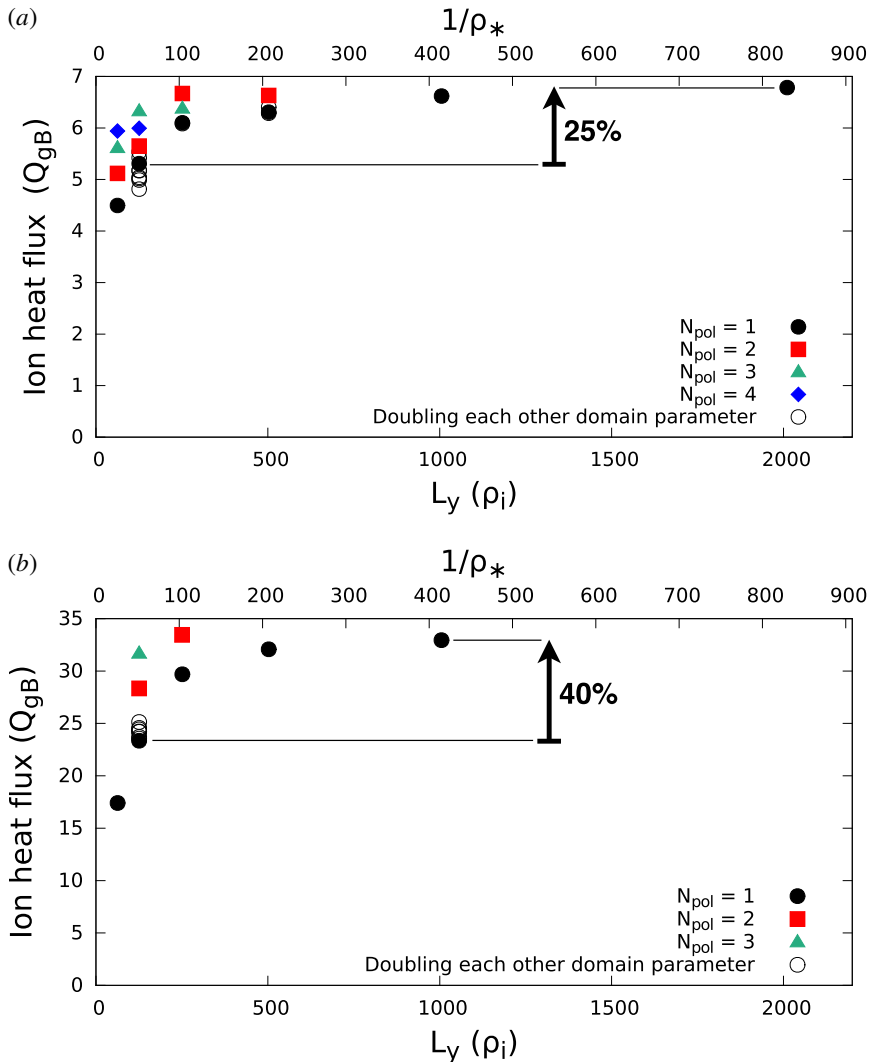 (a)
1/ρ*
0 100 200 300 400 500 600 700 800 900
7
6
5
4
3
2
1
0
Ion heat flux (QgB)
25%
Npol = 1
Npol = 2
Npol = 3
Npol = 4
Doubling each other domain parameter
0 500 1000 1500 2000
Ly (ρi)
(b)
1/ρ*
0 100 200 300 400 500 600 700 800 900
35
30
25
20
15
10
5
0
Ion heat flux (QgB)
40%
Npol = 1
Npol = 2
Npol = 3
Doubling each other domain parameter
0 500 1000 1500 2000
Ly (ρi)